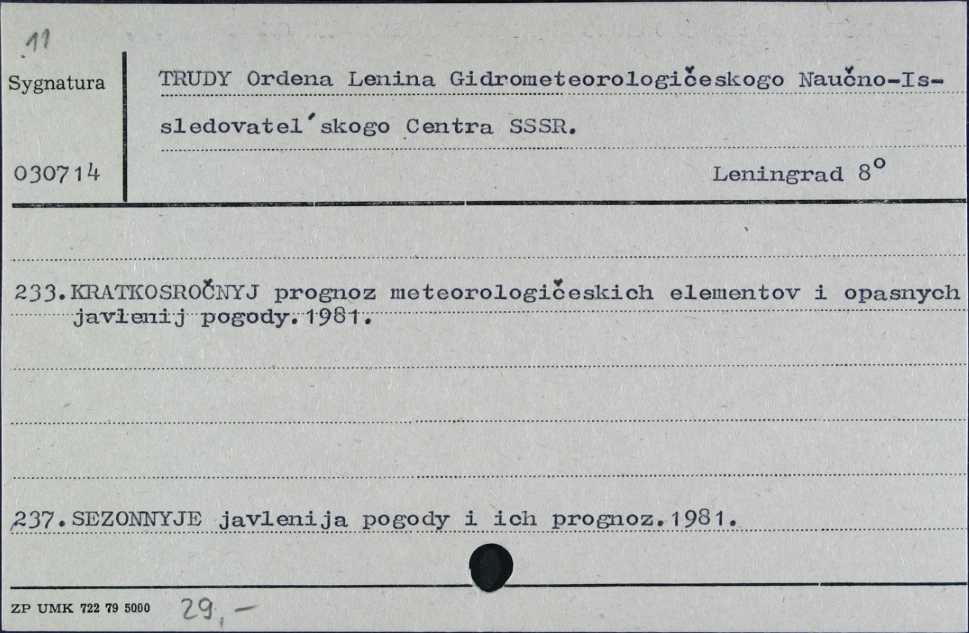 11
Sygnatura
TRUDY Ordena Lenina Gidrometeorologičeskogo Naučno-Is-
sledovatel´skogo Centra SSSR.
030714
Leningrad 8º
233.KRATKOSROČNYJ prognoz meteorologičeskich elementov i opasnych
javlenij pogody.1981.
237.SEZONNYJE javlenija pogody i ich prognoz.1981.
ZP UMK 722 79 5000
29,-